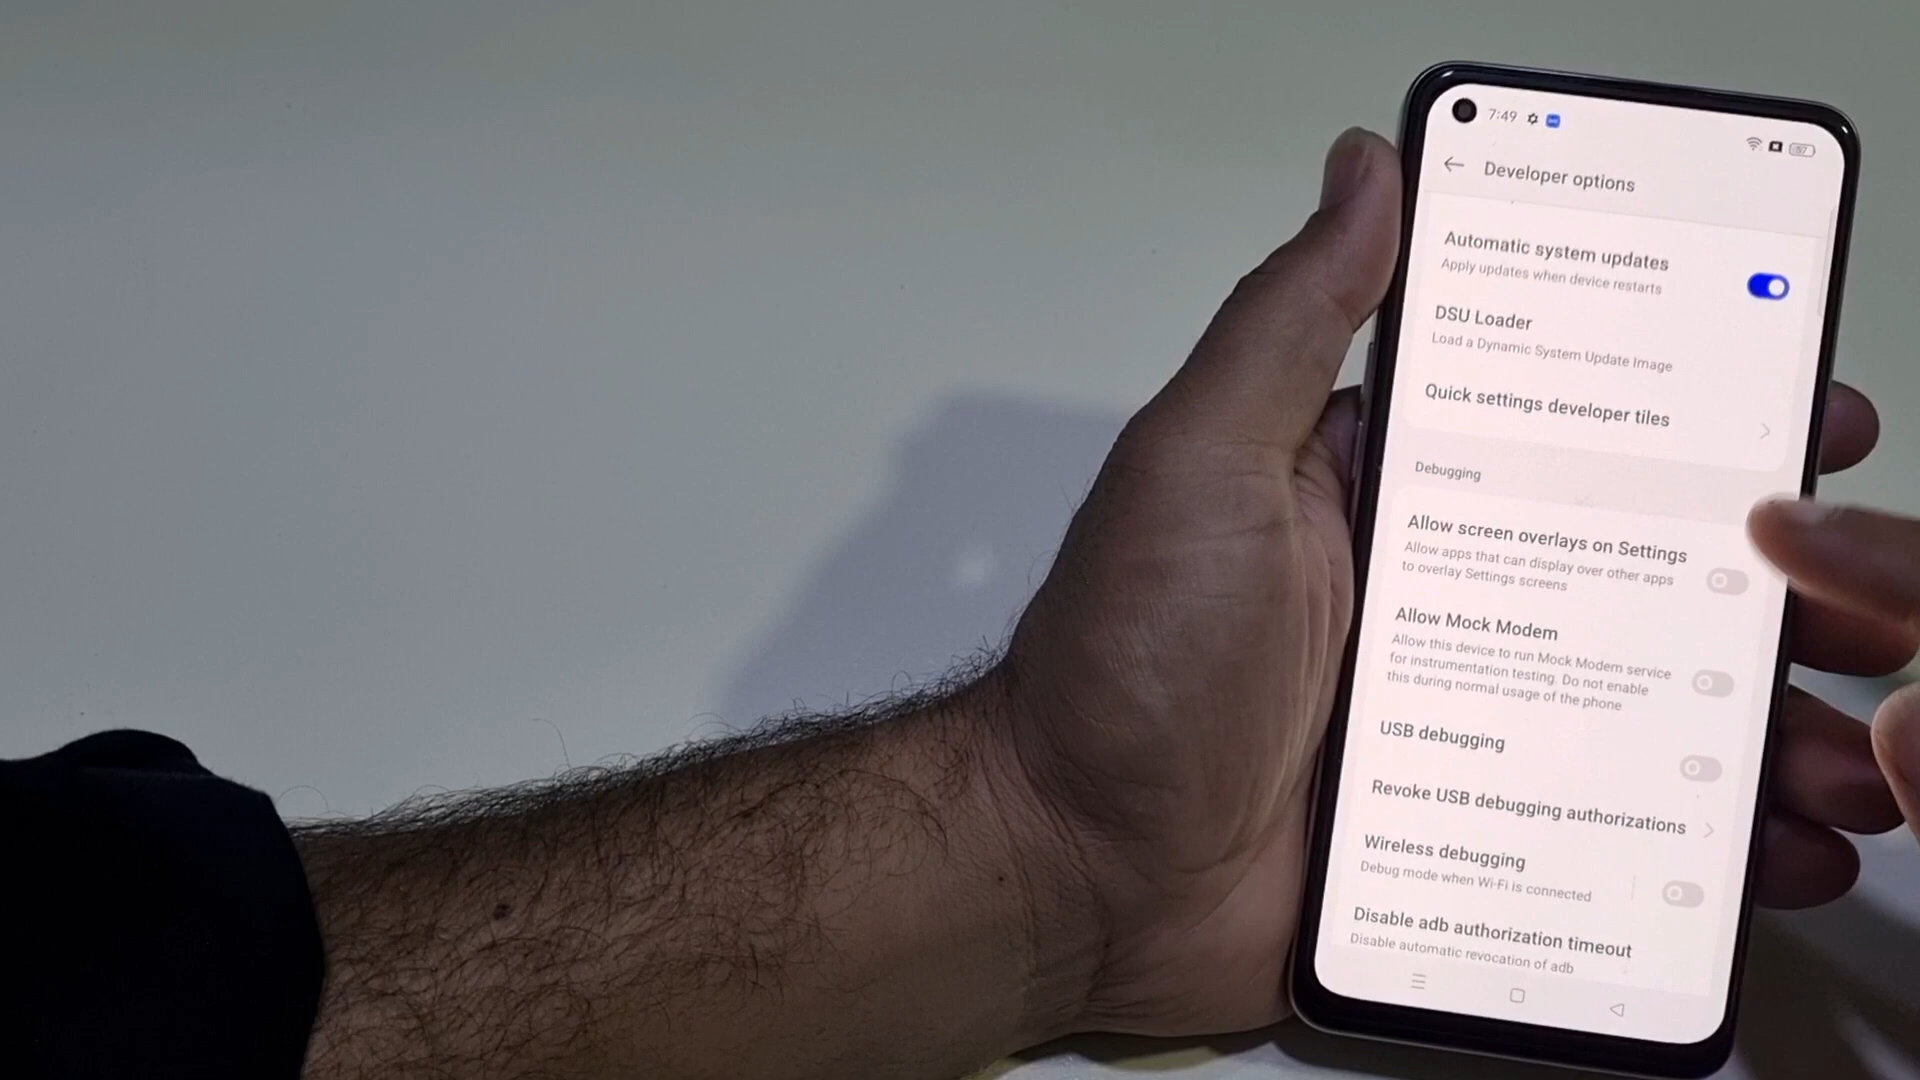 7:49
57
Developer options
Automatic system updates
Apply updates when device restarts
DSU Loader
Load a Dynamic System Update Image
Quick settings developer tiles
Debugging
Allow screen overlays on Settings
Allow apps that can display over other apps
to overlay Settings screens
Allow Mock Modem
Allow this device to run Mock Modem service
for instrumentation testing. Do not enable
this during normal usage of the phone
USB debugging
Revoke USB debugging authorizations
Wireless debugging
Debug mode when Wi-Fi is connected
Disable adb authorization timeout
Disable automatic revocation of adb